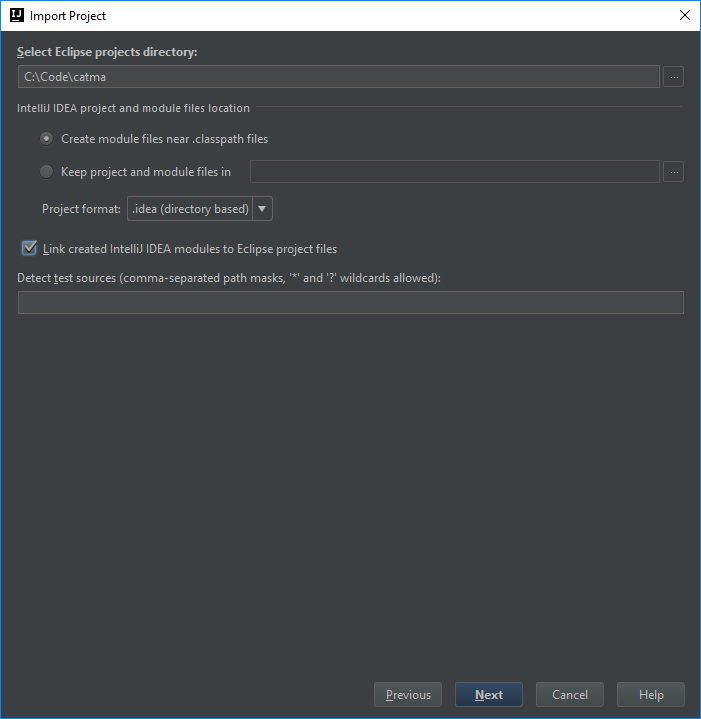 IJ Import Project
Select Eclipse projects directory:
C:\Code\catma
...
IntelliJ IDEA project and module files location
Create module files near .classpath files
Keep project and module files in
...
Project format: .idea (directory based)
Link created IntelliJ IDEA modules to Eclipse project files
Detect test sources (comma-separated path masks, '*' and '?' wildcards allowed):
Previous Next Cancel Help